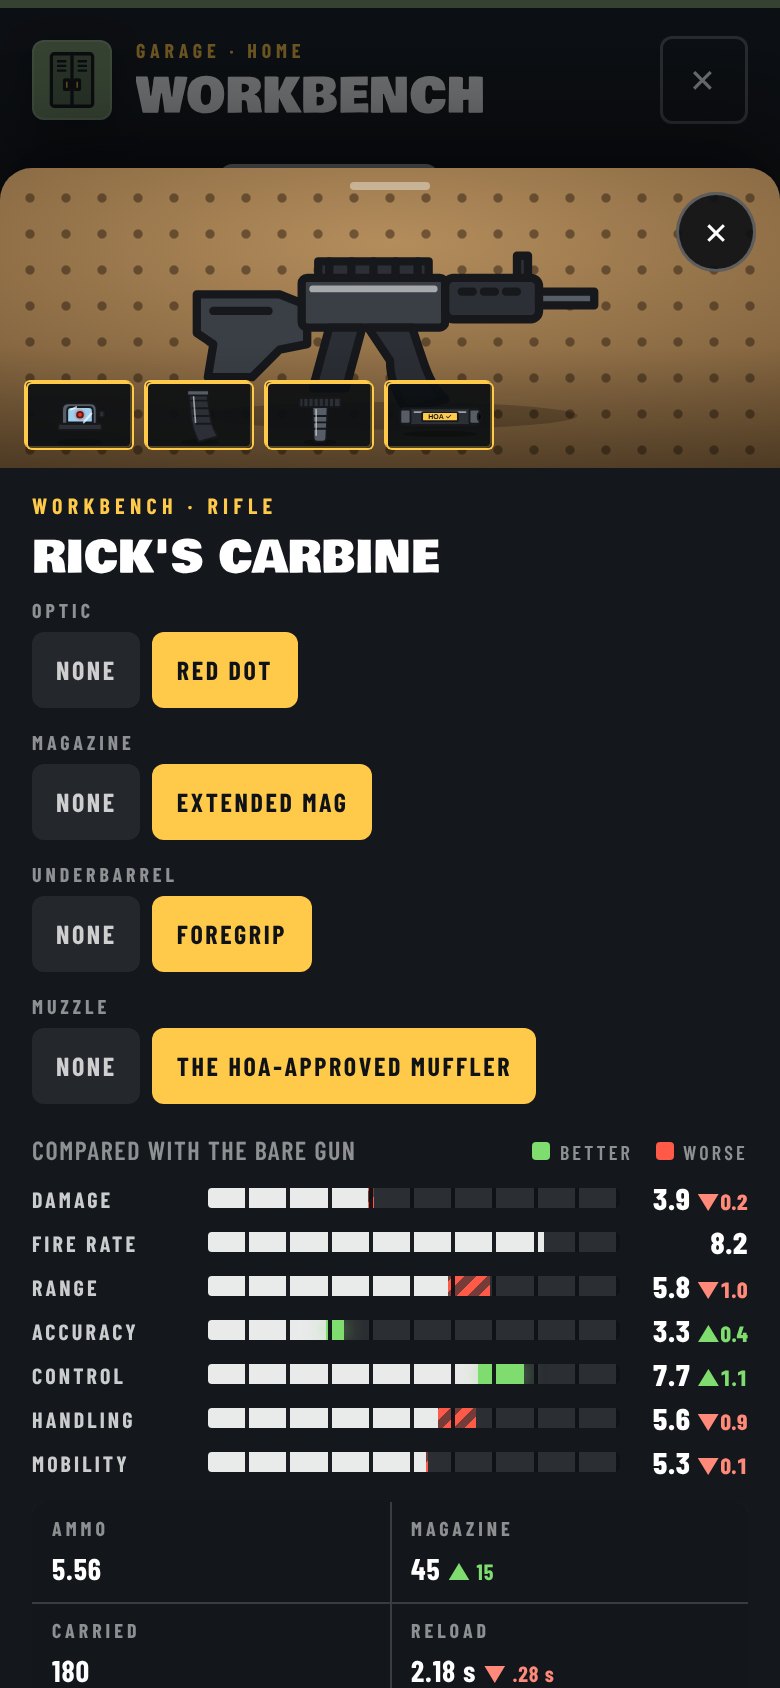 GARAGE · HOME
WORKBENCH
HOA
WORKBENCH · RIFLE
RICK'S CARBINE
OPTIC
NONE RED DOT
MAGAZINE
NONE EXTENDED MAG
UNDERBARREL
NONE FOREGRIP
MUZZLE
NONE THE HOA-APPROVED MUFFLER
COMPARED WITH THE BARE GUN BETTER WORSE
DAMAGE 3.9 ▼0.2
FIRE RATE 8.2
RANGE 5.8 ▼1.0
ACCURACY 3.3 ▲0.4
CONTROL 7.7 ▲1.1
HANDLING 5.6 ▼0.9
MOBILITY 5.3 ▼0.1
AMMO MAGAZINE
5.56 45 ▲ 15
CARRIED RELOAD
180 2.18 s ▼ .28 s